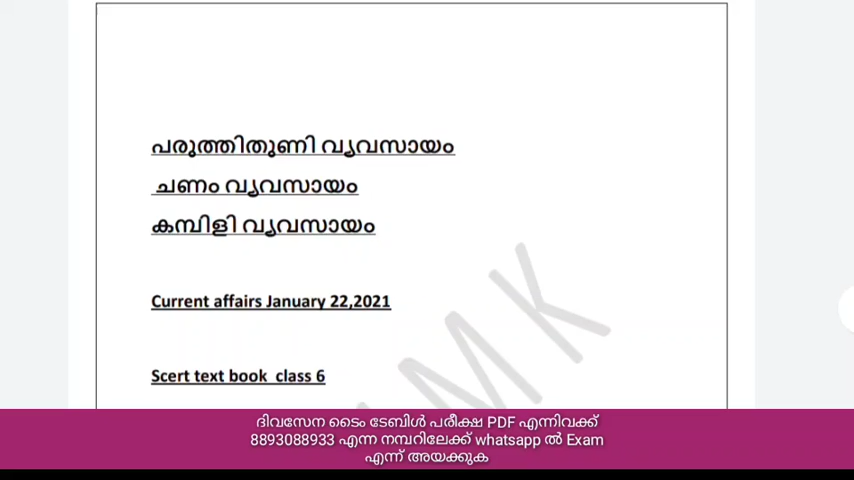 പരുത്തിതുണി വ്യവസായം
ചണം വ്യവസായം
കമ്പിളി വ്യവസായം
Current affairs January 22,2021
Scert text book class 6
ദിവസേന ടൈം ടേബിൾ പരീക്ഷ PDF എന്നിവക്ക്
8893088933 എന്ന നമ്പറിലേക്ക് whatsapp ൽ Exam
എന്ന് അയക്കുക